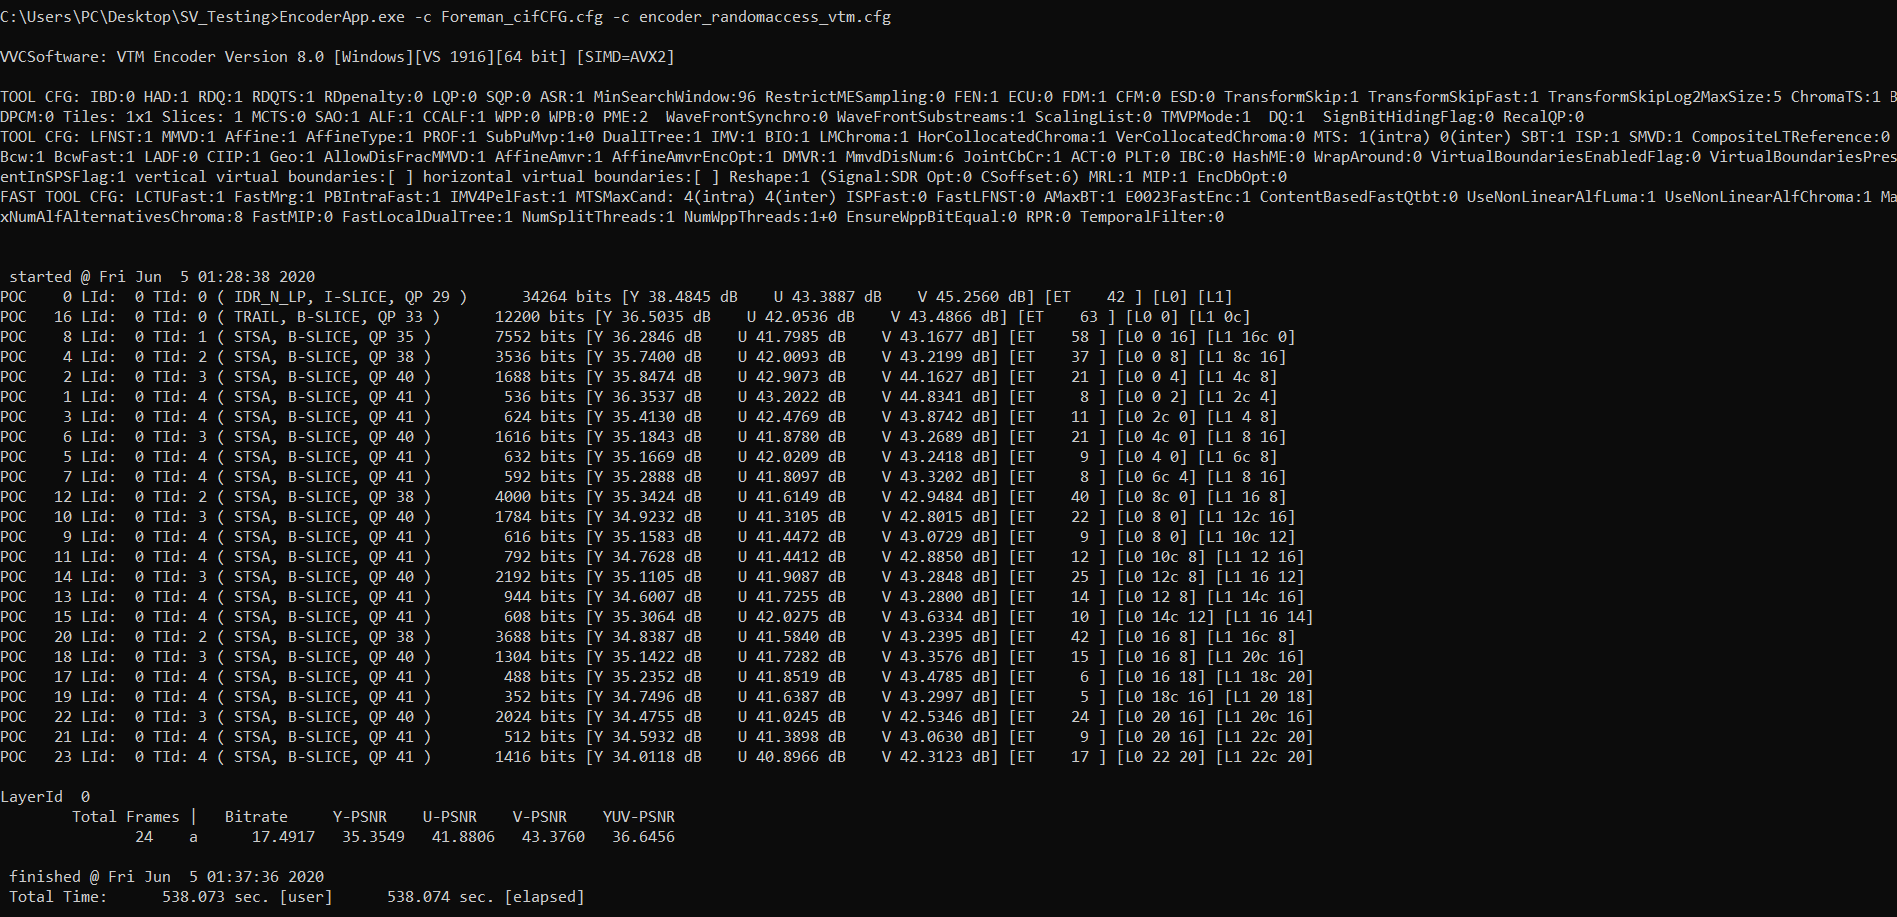 C:\Users\PC\Desktop\SV_Testing>EncoderApp.exe -c Foreman_cifCFG.cfg -c encoder_randomaccess_vtm.cfg
VVCSoftware: VTM Encoder Version 8.0 [Windows][VS 1916][64 bit] [SIMD=AVX2]
TOOL CFG: IBD:0 HAD:1 RDQ:1 RDQTS:1 RDpenalty:0 LQP:0 SQP:0 ASR:1 MinSearchWindow:96 RestrictMESampling:0 FEN:1 ECU:0 FDM:1 CFM:0 ESD:0 TransformSkip:1 TransformSkipFast:1 TransformSkipLog2MaxSize:5 ChromaTS:1 B
DPCM:0 Tiles: 1x1 Slices: 1 MCTS:0 SAO:1 ALF:1 CCALF:1 WPP:0 WPB:0 PME:2  WaveFrontSynchro:0 WaveFrontSubstreams:1 ScalingList:0 TMVPMode:1  DQ:1  SignBitHidingFlag:0 RecalQP:0
TOOL CFG: LFNST:1 MMVD:1 Affine:1 AffineType:1 PROF:1 SubPuMvp:1+0 DualITree:1 IMV:1 BIO:1 LMChroma:1 HorCollocatedChroma:1 VerCollocatedChroma:0 MTS: 1(intra) 0(inter) SBT:1 ISP:1 SMVD:1 CompositeLTReference:0
Bcw:1 BcwFast:1 LADF:0 CIIP:1 Geo:1 AllowDisFracMMVD:1 AffineAmvr:1 AffineAmvrEncOpt:1 DMVR:1 MmvdDisNum:6 JointCbCr:1 ACT:0 PLT:0 IBC:0 HashME:0 WrapAround:0 VirtualBoundariesEnabledFlag:0 VirtualBoundariesPres
entInSPSFlag:1 vertical virtual boundaries:[ ] horizontal virtual boundaries:[ ] Reshape:1 (Signal:SDR Opt:0 CSoffset:6) MRL:1 MIP:1 EncDbOpt:0
FAST TOOL CFG: LCTUFast:1 FastMrg:1 PBIntraFast:1 IMV4PelFast:1 MTSMaxCand: 4(intra) 4(inter) ISPFast:0 FastLFNST:0 AMaxBT:1 E0023FastEnc:1 ContentBasedFastQtbt:0 UseNonLinearAlfLuma:1 UseNonLinearAlfChroma:1 Ma
xNumAlfAlternativesChroma:8 FastMIP:0 FastLocalDualTree:1 NumSplitThreads:1 NumWppThreads:1+0 EnsureWppBitEqual:0 RPR:0 TemporalFilter:0
started @ Fri Jun  5 01:28:38 2020
POC    0 LId:  0 TId: 0 ( IDR_N_LP, I-SLICE, QP 29 )      34264 bits [Y 38.4845 dB    U 43.3887 dB    V 45.2560 dB] [ET    42 ] [L0] [L1]
POC   16 LId:  0 TId: 0 ( TRAIL, B-SLICE, QP 33 )      12200 bits [Y 36.5035 dB    U 42.0536 dB    V 43.4866 dB] [ET    63 ] [L0 0] [L1 0c]
POC    8 LId:  0 TId: 1 ( STSA, B-SLICE, QP 35 )       7552 bits [Y 36.2846 dB    U 41.7985 dB    V 43.1677 dB] [ET    58 ] [L0 0 16] [L1 16c 0]
POC    4 LId:  0 TId: 2 ( STSA, B-SLICE, QP 38 )       3536 bits [Y 35.7400 dB    U 42.0093 dB    V 43.2199 dB] [ET    37 ] [L0 0 8] [L1 8c 16]
POC    2 LId:  0 TId: 3 ( STSA, B-SLICE, QP 40 )       1688 bits [Y 35.8474 dB    U 42.9073 dB    V 44.1627 dB] [ET    21 ] [L0 0 4] [L1 4c 8]
POC    1 LId:  0 TId: 4 ( STSA, B-SLICE, QP 41 )        536 bits [Y 36.3537 dB    U 43.2022 dB    V 44.8341 dB] [ET     8 ] [L0 0 2] [L1 2c 4]
POC    3 LId:  0 TId: 4 ( STSA, B-SLICE, QP 41 )        624 bits [Y 35.4130 dB    U 42.4769 dB    V 43.8742 dB] [ET    11 ] [L0 2c 0] [L1 4 8]
POC    6 LId:  0 TId: 3 ( STSA, B-SLICE, QP 40 )       1616 bits [Y 35.1843 dB    U 41.8780 dB    V 43.2689 dB] [ET    21 ] [L0 4c 0] [L1 8 16]
POC    5 LId:  0 TId: 4 ( STSA, B-SLICE, QP 41 )        632 bits [Y 35.1669 dB    U 42.0209 dB    V 43.2418 dB] [ET     9 ] [L0 4 0] [L1 6c 8]
POC    7 LId:  0 TId: 4 ( STSA, B-SLICE, QP 41 )        592 bits [Y 35.2888 dB    U 41.8097 dB    V 43.3202 dB] [ET     8 ] [L0 6c 4] [L1 8 16]
POC   12 LId:  0 TId: 2 ( STSA, B-SLICE, QP 38 )       4000 bits [Y 35.3424 dB    U 41.6149 dB    V 42.9484 dB] [ET    40 ] [L0 8c 0] [L1 16 8]
POC   10 LId:  0 TId: 3 ( STSA, B-SLICE, QP 40 )       1784 bits [Y 34.9232 dB    U 41.3105 dB    V 42.8015 dB] [ET    22 ] [L0 8 0] [L1 12c 16]
POC    9 LId:  0 TId: 4 ( STSA, B-SLICE, QP 41 )        616 bits [Y 35.1583 dB    U 41.4472 dB    V 43.0729 dB] [ET     9 ] [L0 8 0] [L1 10c 12]
POC   11 LId:  0 TId: 4 ( STSA, B-SLICE, QP 41 )        792 bits [Y 34.7628 dB    U 41.4412 dB    V 42.8850 dB] [ET    12 ] [L0 10c 8] [L1 12 16]
POC   14 LId:  0 TId: 3 ( STSA, B-SLICE, QP 40 )       2192 bits [Y 35.1105 dB    U 41.9087 dB    V 43.2848 dB] [ET    25 ] [L0 12c 8] [L1 16 12]
POC   13 LId:  0 TId: 4 ( STSA, B-SLICE, QP 41 )        944 bits [Y 34.6007 dB    U 41.7255 dB    V 43.2800 dB] [ET    14 ] [L0 12 8] [L1 14c 16]
POC   15 LId:  0 TId: 4 ( STSA, B-SLICE, QP 41 )        608 bits [Y 35.3064 dB    U 42.0275 dB    V 43.6334 dB] [ET    10 ] [L0 14c 12] [L1 16 14]
POC   20 LId:  0 TId: 2 ( STSA, B-SLICE, QP 38 )       3688 bits [Y 34.8387 dB    U 41.5840 dB    V 43.2395 dB] [ET    42 ] [L0 16 8] [L1 16c 8]
POC   18 LId:  0 TId: 3 ( STSA, B-SLICE, QP 40 )       1304 bits [Y 35.1422 dB    U 41.7282 dB    V 43.3576 dB] [ET    15 ] [L0 16 8] [L1 20c 16]
POC   17 LId:  0 TId: 4 ( STSA, B-SLICE, QP 41 )        488 bits [Y 35.2352 dB    U 41.8519 dB    V 43.4785 dB] [ET     6 ] [L0 16 18] [L1 18c 20]
POC   19 LId:  0 TId: 4 ( STSA, B-SLICE, QP 41 )        352 bits [Y 34.7496 dB    U 41.6387 dB    V 43.2997 dB] [ET     5 ] [L0 18c 16] [L1 20 18]
POC   22 LId:  0 TId: 3 ( STSA, B-SLICE, QP 40 )       2024 bits [Y 34.4755 dB    U 41.0245 dB    V 42.5346 dB] [ET    24 ] [L0 20 16] [L1 20c 16]
POC   21 LId:  0 TId: 4 ( STSA, B-SLICE, QP 41 )        512 bits [Y 34.5932 dB    U 41.3898 dB    V 43.0630 dB] [ET     9 ] [L0 20 16] [L1 22c 20]
POC   23 LId:  0 TId: 4 ( STSA, B-SLICE, QP 41 )       1416 bits [Y 34.0118 dB    U 40.8966 dB    V 42.3123 dB] [ET    17 ] [L0 22 20] [L1 22c 20]
LayerId  0
Total Frames |   Bitrate     Y-PSNR    U-PSNR    V-PSNR    YUV-PSNR
24    a      17.4917   35.3549   41.8806   43.3760   36.6456
finished @ Fri Jun  5 01:37:36 2020
Total Time:      538.073 sec. [user]      538.074 sec. [elapsed]